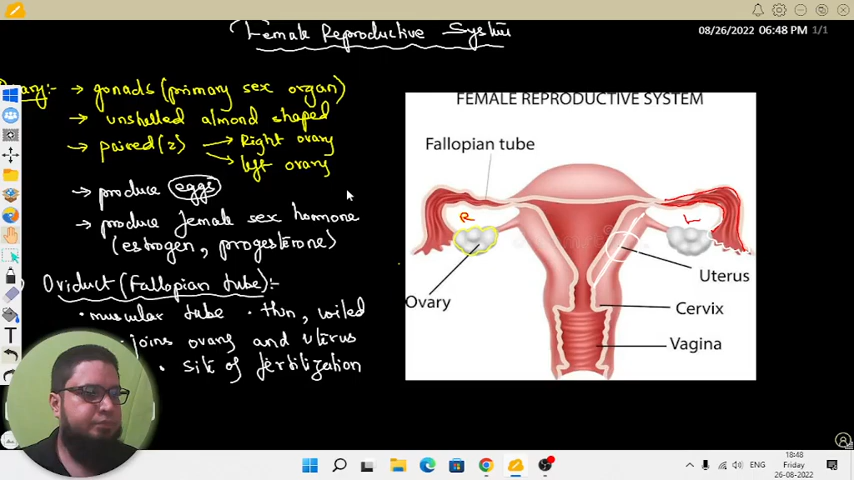 08/26/2022 06:48 PM 1/1
Female Reproductive System
→ gonads (primary sex organ)
→ unshelled almond shaped
→ paired(2) → Right ovary
→ left ovary
→ produce eggs
→ produce female sex hormone
(estrogen, progesterone)
Oviduct (Fallopian tube):-
• muscular tube • thin, coiled
• joins ovary and uterus
• site of fertilization
FEMALE REPRODUCTIVE SYSTEM
Fallopian tube
R
L
Ovary
Uterus
Cervix
Vagina
ENG
18:48
Friday
26-08-2022